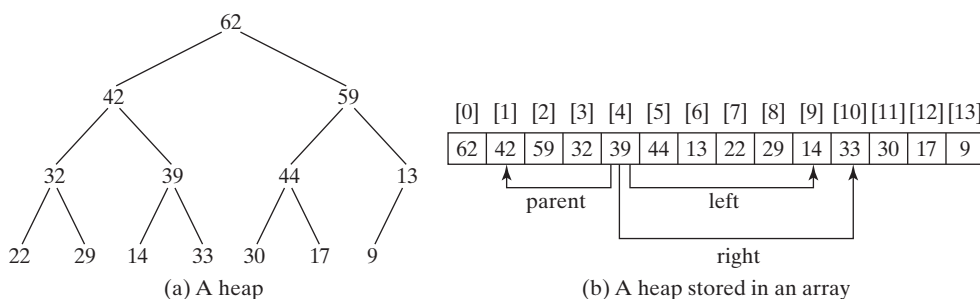 62
42 59
32 39 44 13
22 29 14 33 30 17 9
(a) A heap
[0] [1] [2] [3] [4] [5] [6] [7] [8] [9] [10] [11] [12] [13]
62 42 59 32 39 44 13 22 29 14 33 30 17 9
parent left
right
(b) A heap stored in an array